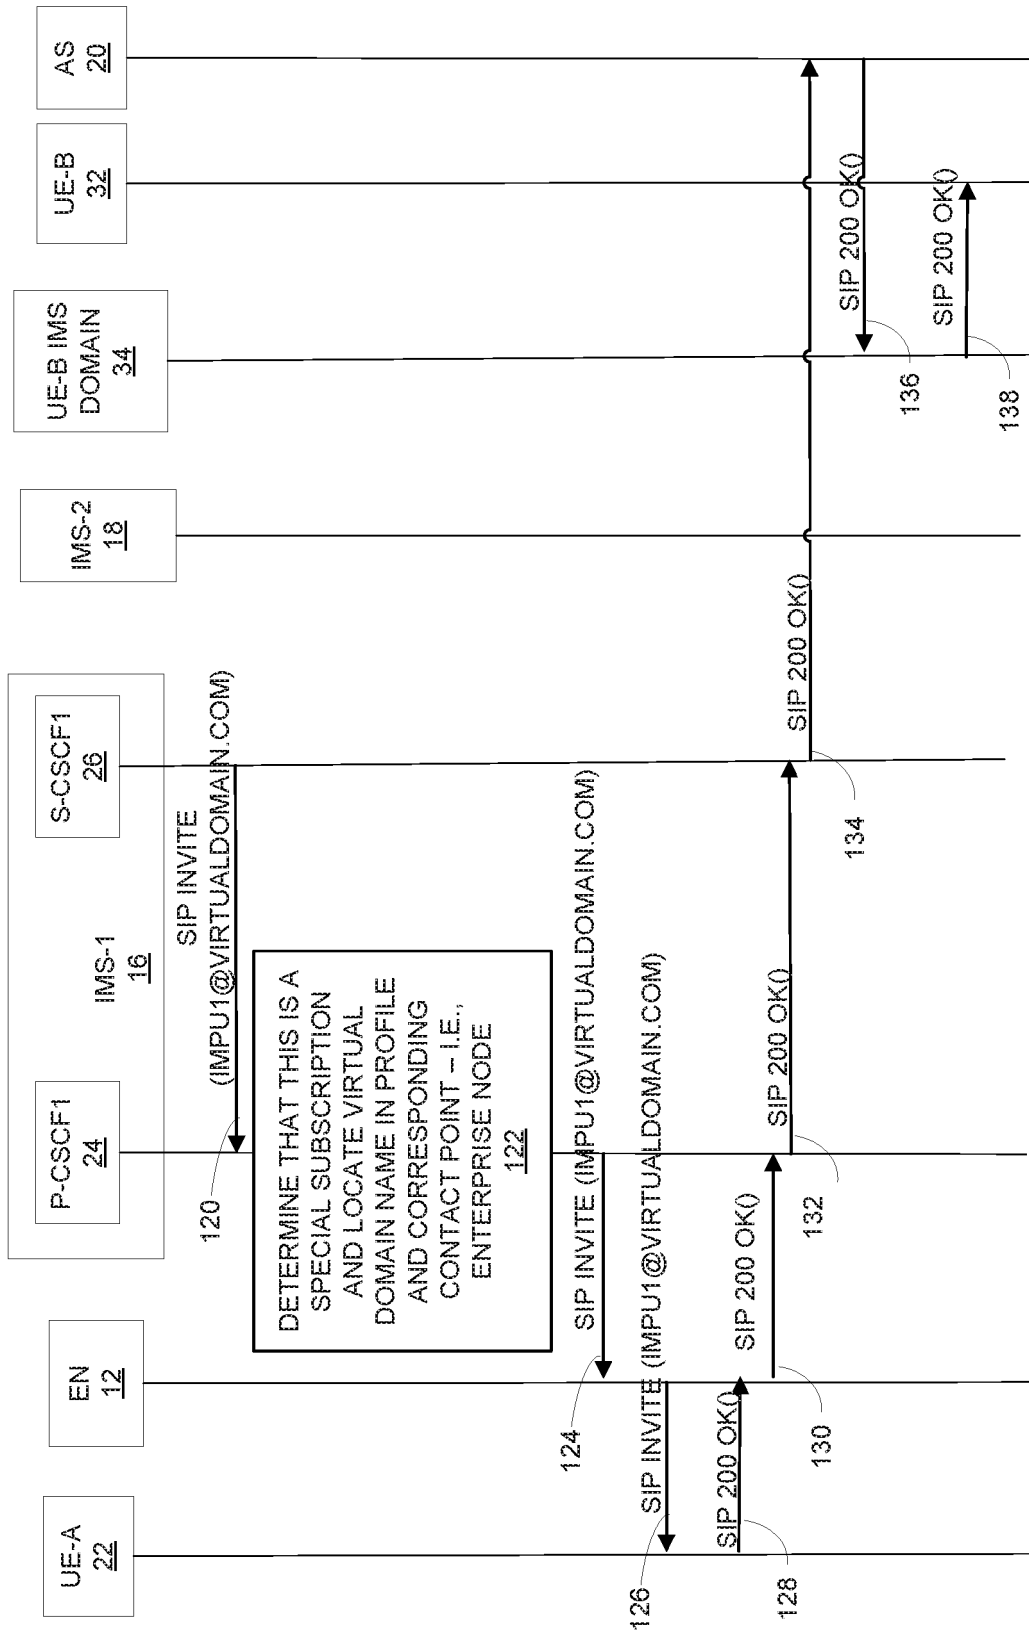 UE-A
22
EN
12
IMS-1
16
P-CSCF1
24
S-CSCF1
26
IMS-2
18
UE-B IMS
DOMAIN
34
UE-B
32
AS
20
SIP INVITE
(IMPU1@VIRTUALDOMAIN.COM)
120
DETERMINE THAT THIS IS A
SPECIAL SUBSCRIPTION
AND LOCATE VIRTUAL
DOMAIN NAME IN PROFILE
AND CORRESPONDING
CONTACT POINT – I.E.,
ENTERPRISE NODE
122
SIP INVITE (IMPU1@VIRTUALDOMAIN.COM)
124
SIP INVITE (IMPU1@VIRTUALDOMAIN.COM)
126
SIP 200 OK()
128
SIP 200 OK()
130
SIP 200 OK()
132
SIP 200 OK()
134
SIP 200 OK()
136
SIP 200 OK()
138